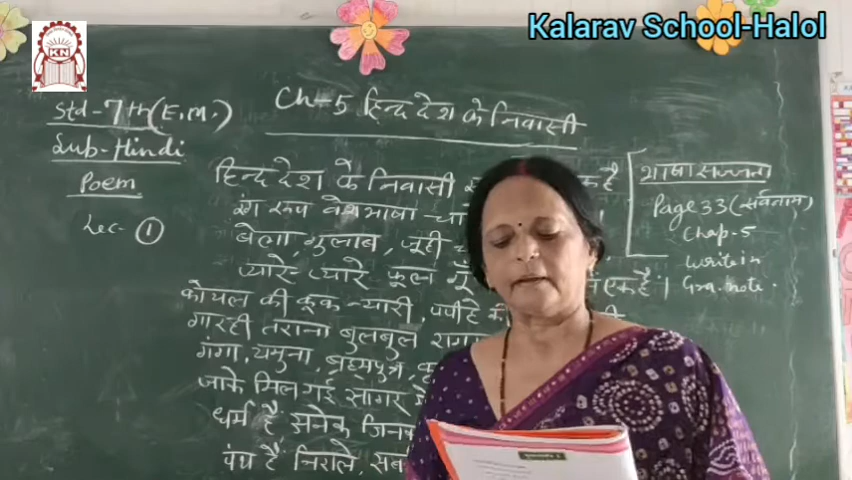 Kalarav School-Halol
KN
Std-7th (E.m.)
Sub-Hindi
Poem
Lec- 1
Ch-5 हिन्द देश के निवासी
हिन्द देश के निवासी
रंग रूप वेशभाषा
बेला, गुलाब, जूही
प्यारे-प्यारे फूल एक है।
कोयल की कूक न्यारी, पपीहे
गा रही तराना बुलबुल
गंगा, यमुना, ब्रह्मपुत्र,
जाके मिल गई सागर
धर्म हैं अनेक जिनका
पंथ हैं निराले,
भाषा सज्जता
Page 33 (सर्वनाम)
Chap-5
write in
Gra. note.